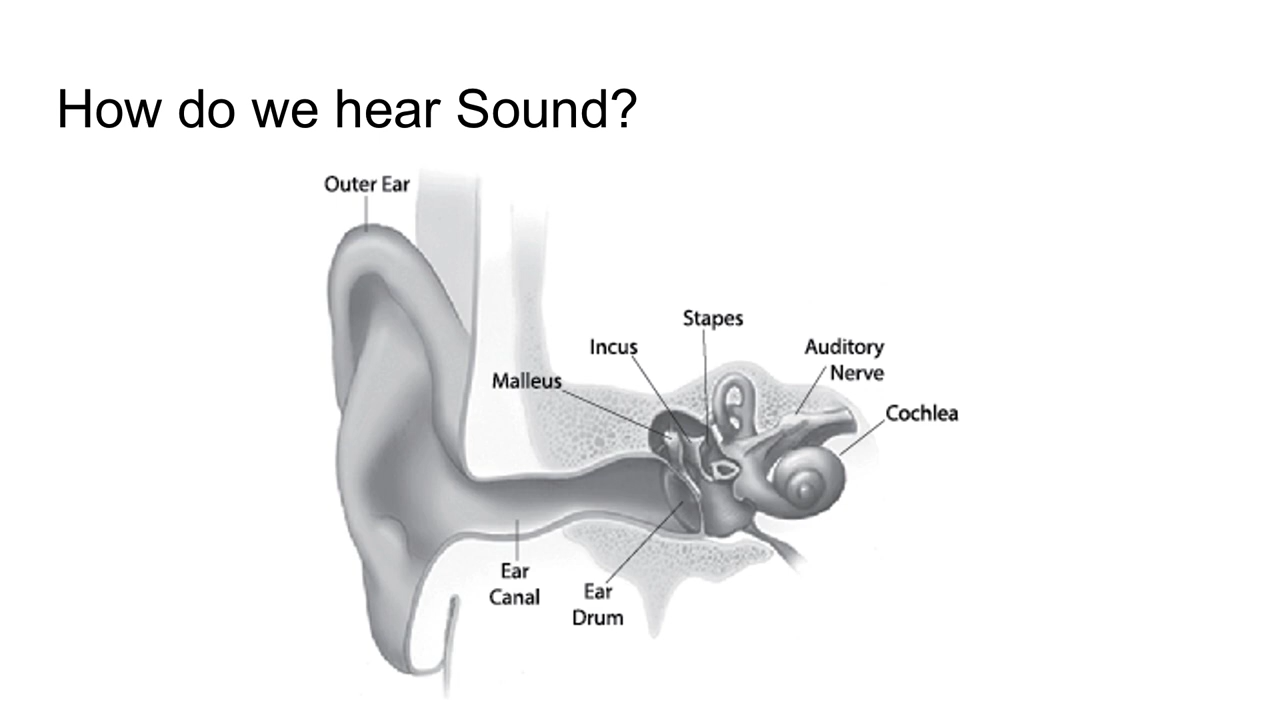 How do we hear Sound?
Outer Ear
Stapes
Incus
Malleus
Auditory
Nerve
Cochlea
Ear
Canal
Ear
Drum